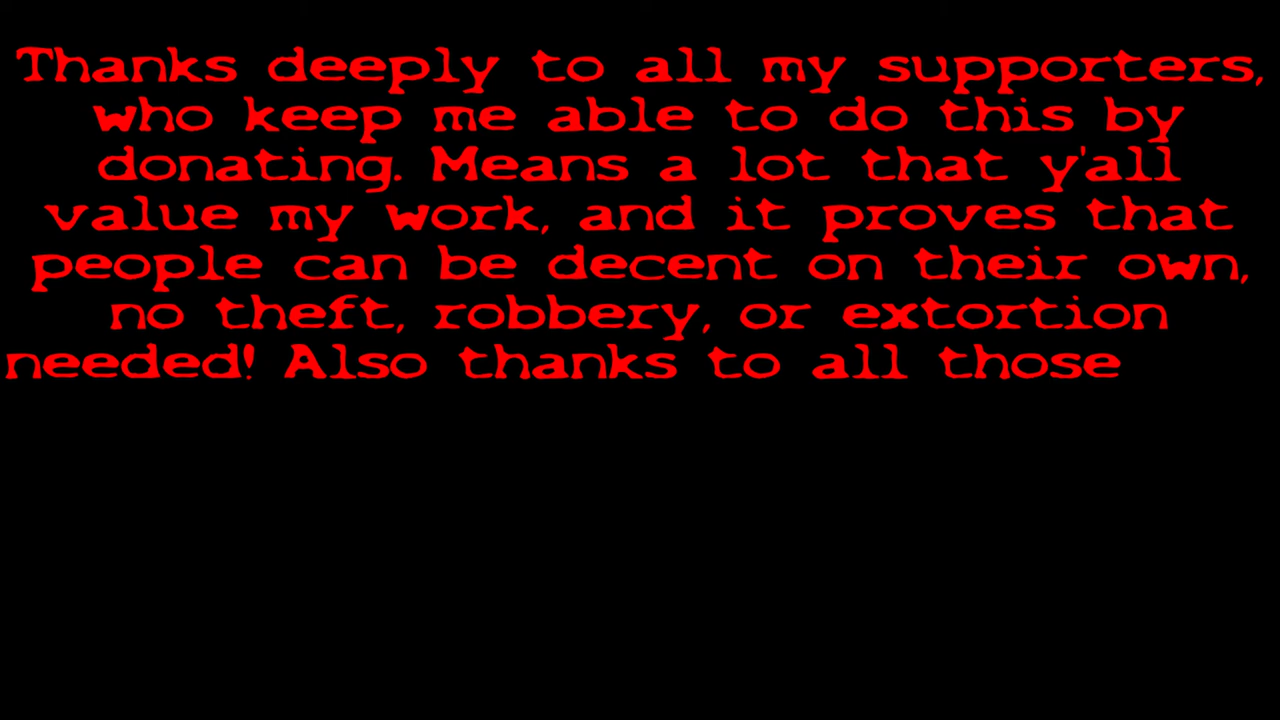 Thanks deeply to all my supporters,
who keep me able to do this by
donating. Means a lot that y'all
value my work, and it proves that
people can be decent on their own,
no theft, robbery, or extortion
needed! Also thanks to all those